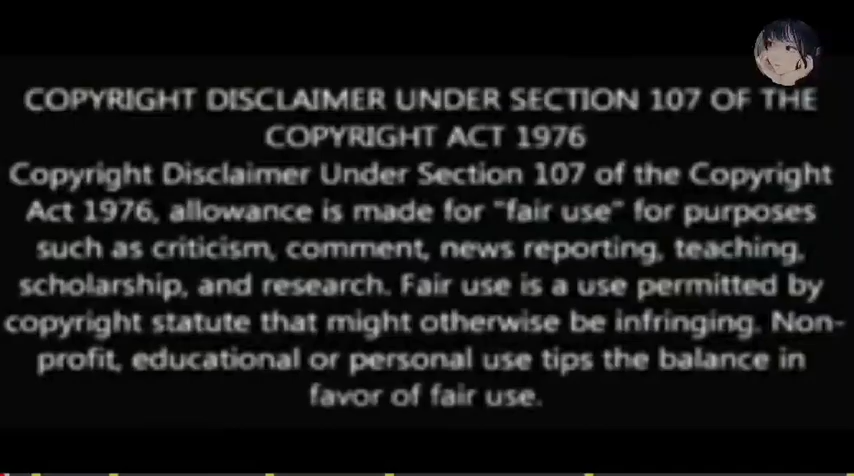 COPYRIGHT DISCLAIMER UNDER SECTION 107 OF THE
COPYRIGHT ACT 1976
Copyright Disclaimer Under Section 107 of the Copyright
Act 1976, allowance is made for "fair use" for purposes
such as criticism, comment, news reporting, teaching,
scholarship, and research. Fair use is a use permitted by
copyright statute that might otherwise be infringing. Non-
profit, educational or personal use tips the balance in
favor of fair use.